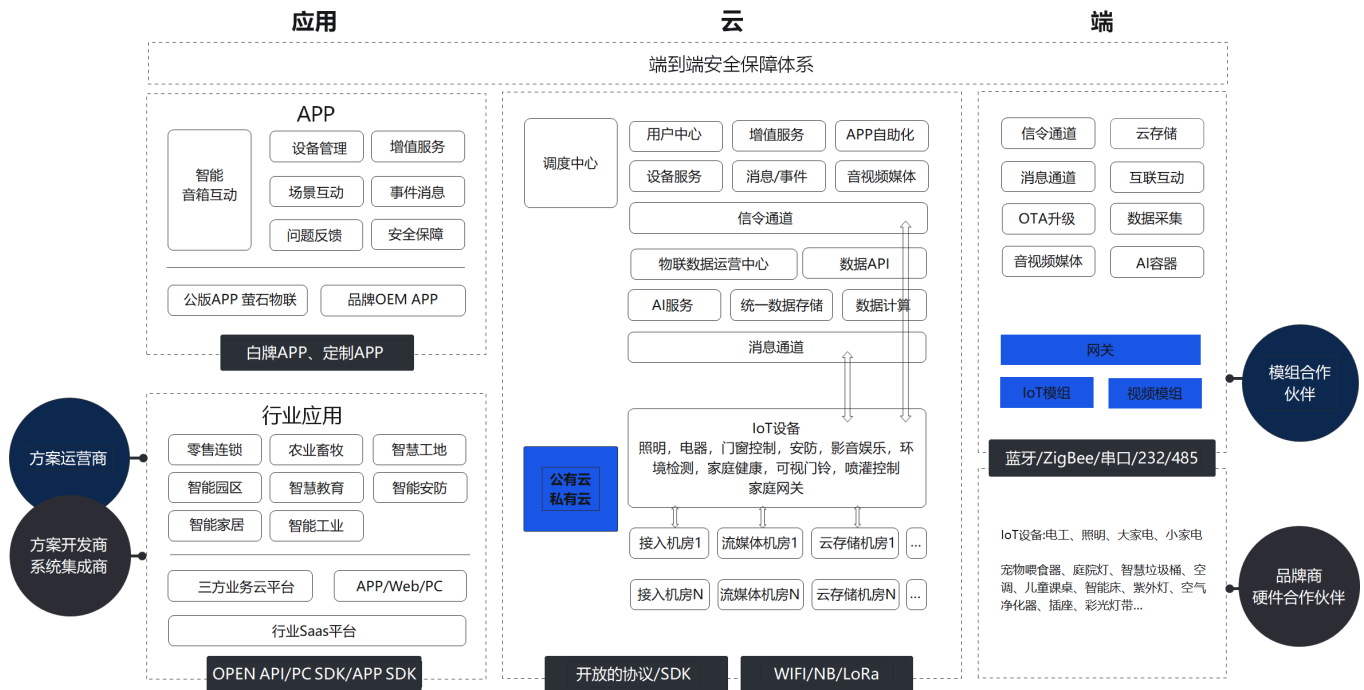 应用
云
端
端到端安全保障体系
APP
智能
音箱互动
设备管理
增值服务
场景互动
事件消息
问题反馈
安全保障
公版APP 萤石物联
品牌OEM APP
白牌APP、定制APP
行业应用
零售连锁
农业畜牧
智慧工地
智能园区
智慧教育
智能安防
智能家居
智能工业
三方业务云平台
APP/Web/PC
行业Saas平台
OPEN API/PC SDK/APP SDK
方案运营商
方案开发商
系统集成商
调度中心
用户中心
增值服务
APP自助化
设备服务
消息/事件
音视频媒体
信令通道
物联数据运营中心
数据API
AI服务
统一数据存储
数据计算
消息通道
IoT设备
照明，电器，门窗控制，安防，影音娱乐，环
境检测，家庭健康，可视门铃，喷灌控制
家庭网关
公有云
私有云
接入机房1
流媒体机房1
云存储机房1
...
接入机房N
流媒体机房N
云存储机房N
...
开放的协议/SDK
WIFI/NB/LoRa
信令通道
云存储
消息通道
互联互动
OTA升级
数据采集
音视频媒体
AI容器
网关
IoT模组
视频模组
蓝牙/ZigBee/串口/232/485
IoT设备:电工、照明、大家电、小家电
宠物喂食器、庭院灯、智慧垃圾桶、空
调、儿童课桌、智能床、紫外灯、空气
净化器、插座、彩光灯带...
模组合作
伙伴
品牌商
硬件合作伙伴